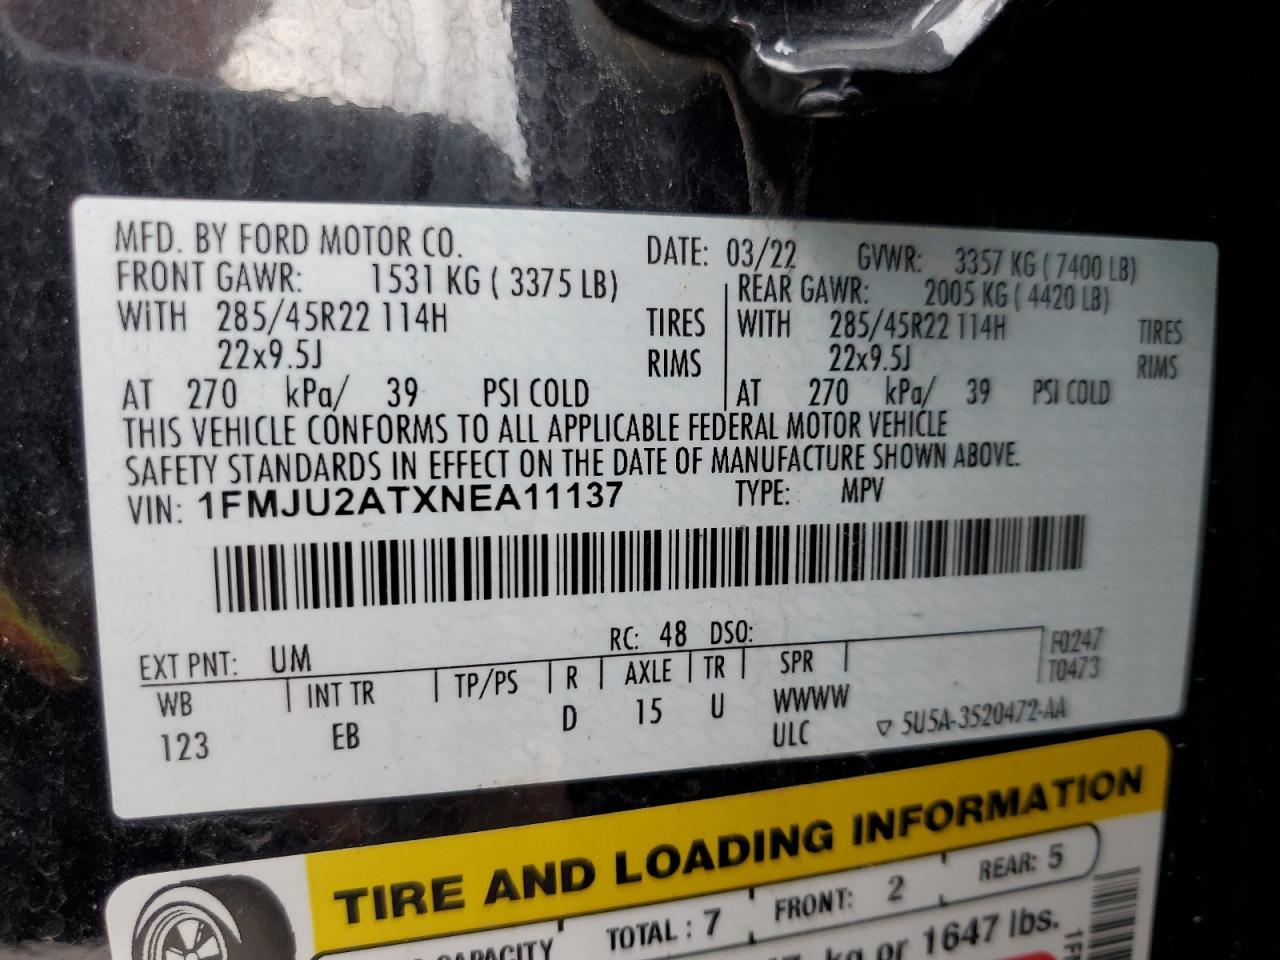 MFD. BY FORD MOTOR CO. DATE: 03/22 GVWR: 3357 KG ( 7400 LB)
FRONT GAWR: 1531 KG ( 3375 LB) REAR GAWR: 2005 KG ( 4420 LB)
WiTH 285/45R22 114H TIRES WITH 285/45R22 114H TIRES
22x9.5J RIMS 22x9.5J RIMS
AT 270 kPa/ 39 PSI COLD AT 270 kPa/ 39 PSI COLD
THIS VEHICLE CONFORMS TO ALL APPLICABLE FEDERAL MOTOR VEHICLE
SAFETY STANDARDS IN EFFECT ON THE DATE OF MANUFACTURE SHOWN ABOVE.
VIN: 1FMJU2ATXNEA11137 TYPE: MPV
EXT PNT: UM RC: 48 DSO: F0247
WB INT TR TP/PS R AXLE TR SPR T0473
123 EB D 15 U WWWW
ULC 5U5A-3520472-AA
TIRE AND LOADING INFORMATION
CAPACITY TOTAL : 7 FRONT: 2 REAR: 5
kg or 1647 lbs.